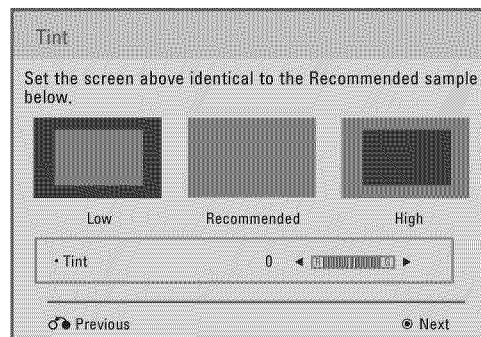 Tint
Set the screen above identical to the Recommended sample
below.
Low Recommended High
• Tint 0 ◄ R G ►
Previous Next